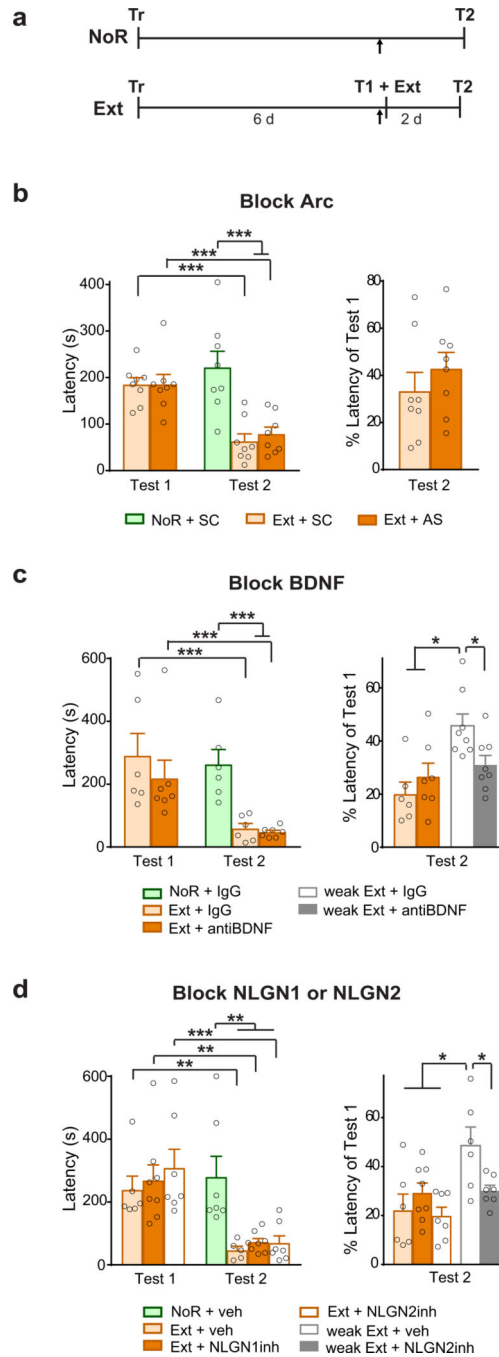 a
Tr T2
NoR
Tr T1 + Ext T2
Ext
6 d 2 d
b
Block Arc
***
***
***
Latency (s)
400
300
200
100
0
Test 1 Test 2
% Latency of Test 1
80
60
40
20
0
Test 2
NoR + SC Ext + SC Ext + AS
c
Block BDNF
***
***
***
Latency (s)
600
400
200
0
Test 1 Test 2
* *
% Latency of Test 1
60
40
20
0
Test 2
NoR + IgG weak Ext + IgG
Ext + IgG weak Ext + antiBDNF
Ext + antiBDNF
d
Block NLGN1 or NLGN2
**
***
**
**
Latency (s)
600
400
200
0
Test 1 Test 2
* *
% Latency of Test 1
80
60
40
20
0
Test 2
NoR + veh Ext + NLGN2inh
Ext + veh weak Ext + veh
Ext + NLGN1inh weak Ext + NLGN2inh